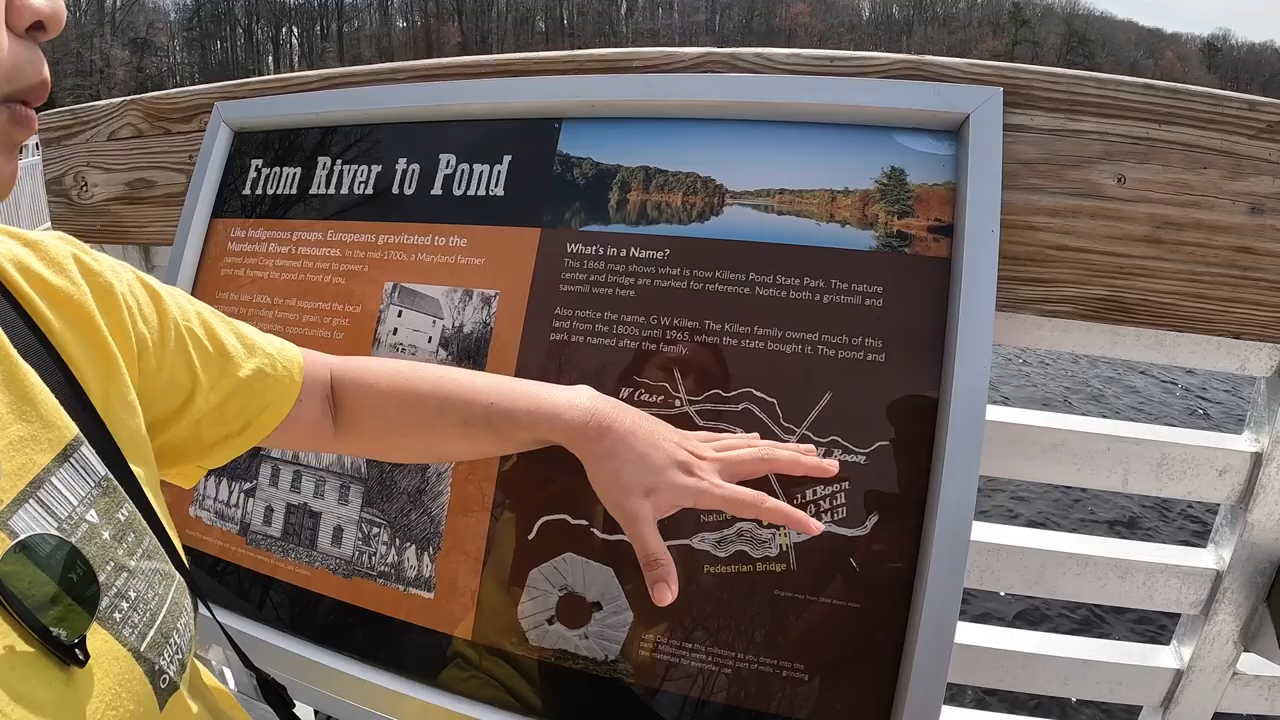 From River to Pond
Like Indigenous groups, Europeans gravitated to the
Murderkill River's resources. In the mid-1700s, a Maryland farmer
named John Craig dammed the river to power a
grist mill, forming the pond in front of you.
Until the late-1800s, the mill supported the local
economy by grinding farmers' grain, or grist.
provides opportunities for
What's in a Name?
This 1868 map shows what is now Killens Pond State Park. The nature
center and bridge are marked for reference. Notice both a gristmill and
sawmill were here.
Also notice the name, G W Killen. The Killen family owned much of this
land from the 1800s until 1965, when the state bought it. The pond and
park are named after the family.
W Case
Boon
J.H.Boon
G Mill
Mill
Nature
Pedestrian Bridge
Original map from 1868 Beers Atlas
Left: Did you see this millstone as you drove into the
park? Millstones were a crucial part of mills — grinding
raw materials for everyday use.